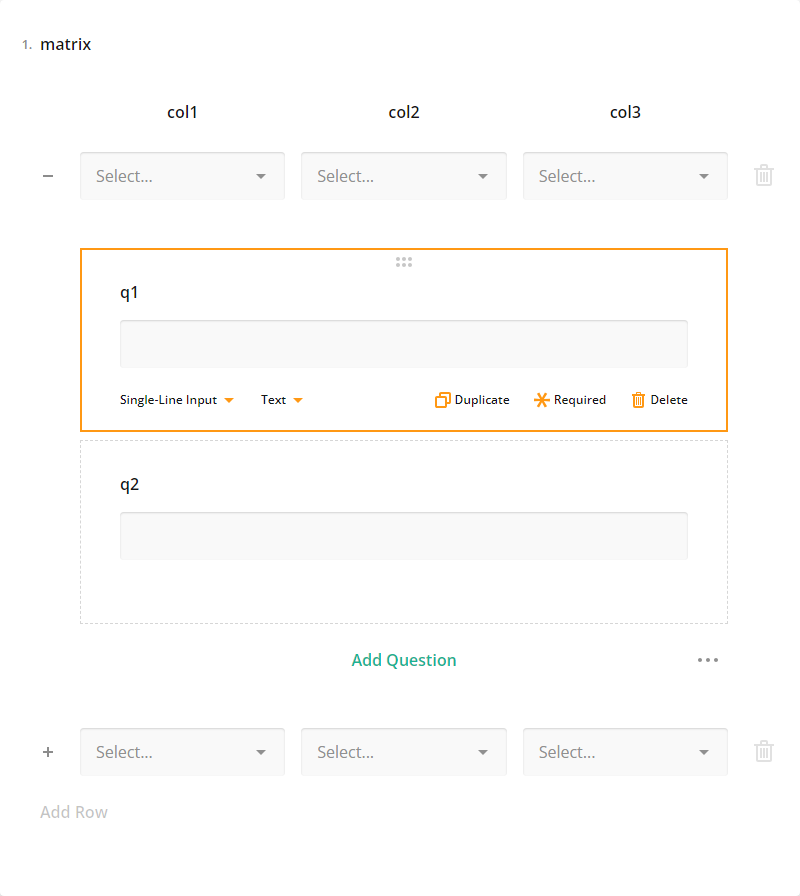 1. matrix
col1 col2 col3
Select... Select... Select...
q1
Single-Line Input Text Duplicate Required Delete
q2
Add Question
Select... Select... Select...
Add Row